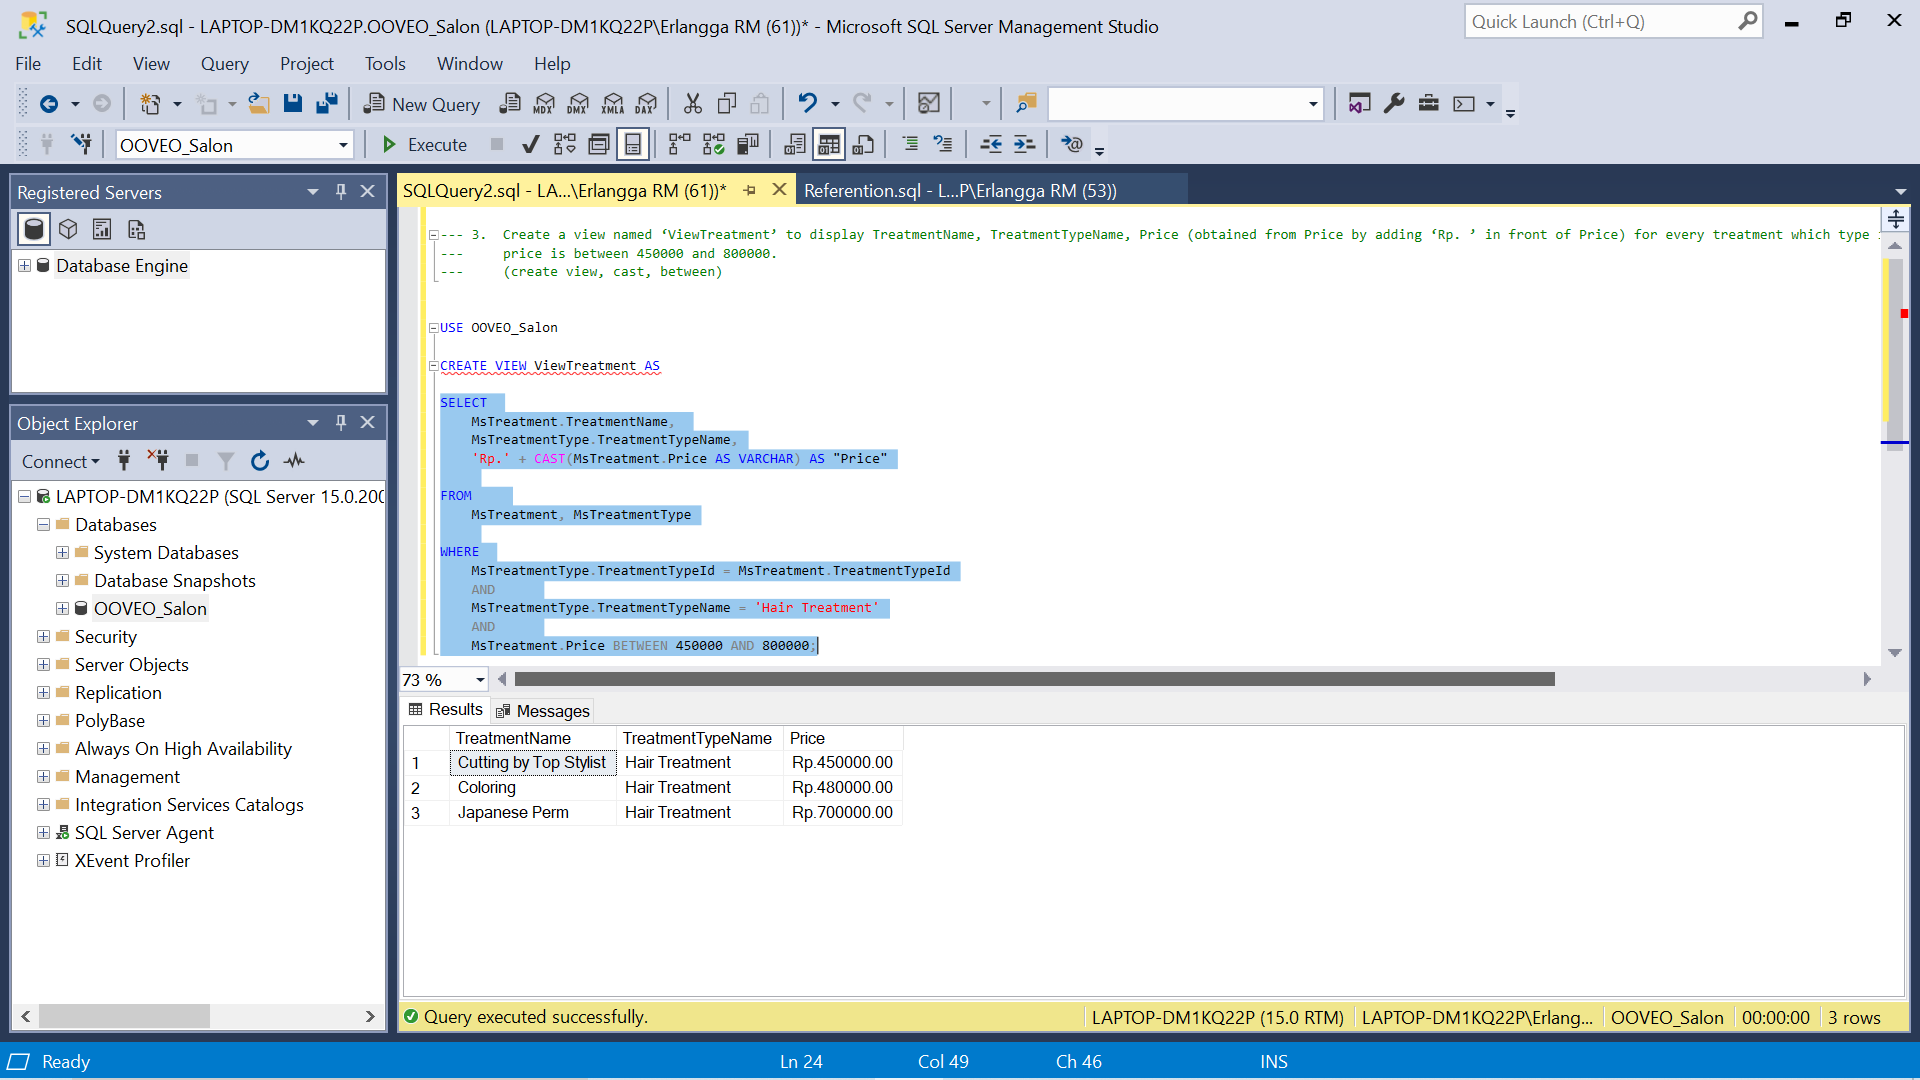 SQLQuery2.sql - LAPTOP-DM1KQ22P.OOVEO_Salon (LAPTOP-DM1KQ22P\Erlangga RM (61))* - Microsoft SQL Server Management Studio
Quick Launch (Ctrl+Q)
File Edit View Query Project Tools Window Help
New Query MDX DMX XMLA DAX
OOVEO_Salon Execute
Registered Servers
Database Engine
Object Explorer
Connect
LAPTOP-DM1KQ22P (SQL Server 15.0.200
Databases
System Databases
Database Snapshots
OOVEO_Salon
Security
Server Objects
Replication
PolyBase
Always On High Availability
Management
Integration Services Catalogs
SQL Server Agent
XEvent Profiler
SQLQuery2.sql - LA...\Erlangga RM (61))* Referention.sql - L...P\Erlangga RM (53))
--- 3. Create a view named ‘ViewTreatment’ to display TreatmentName, TreatmentTypeName, Price (obtained from Price by adding ‘Rp. ’ in front of Price) for every treatment which type
--- price is between 450000 and 800000.
--- (create view, cast, between)
USE OOVEO_Salon
CREATE VIEW ViewTreatment AS
SELECT
MsTreatment.TreatmentName,
MsTreatmentType.TreatmentTypeName,
'Rp.' + CAST(MsTreatment.Price AS VARCHAR) AS "Price"
FROM
MsTreatment, MsTreatmentType
WHERE
MsTreatmentType.TreatmentTypeId = MsTreatment.TreatmentTypeId
AND
MsTreatmentType.TreatmentTypeName = 'Hair Treatment'
AND
MsTreatment.Price BETWEEN 450000 AND 800000;
73 %
Results Messages
TreatmentName TreatmentTypeName Price
1 Cutting by Top Stylist Hair Treatment Rp.450000.00
2 Coloring Hair Treatment Rp.480000.00
3 Japanese Perm Hair Treatment Rp.700000.00
Query executed successfully. LAPTOP-DM1KQ22P (15.0 RTM) LAPTOP-DM1KQ22P\Erlang... OOVEO_Salon 00:00:00 3 rows
Ready Ln 24 Col 49 Ch 46 INS